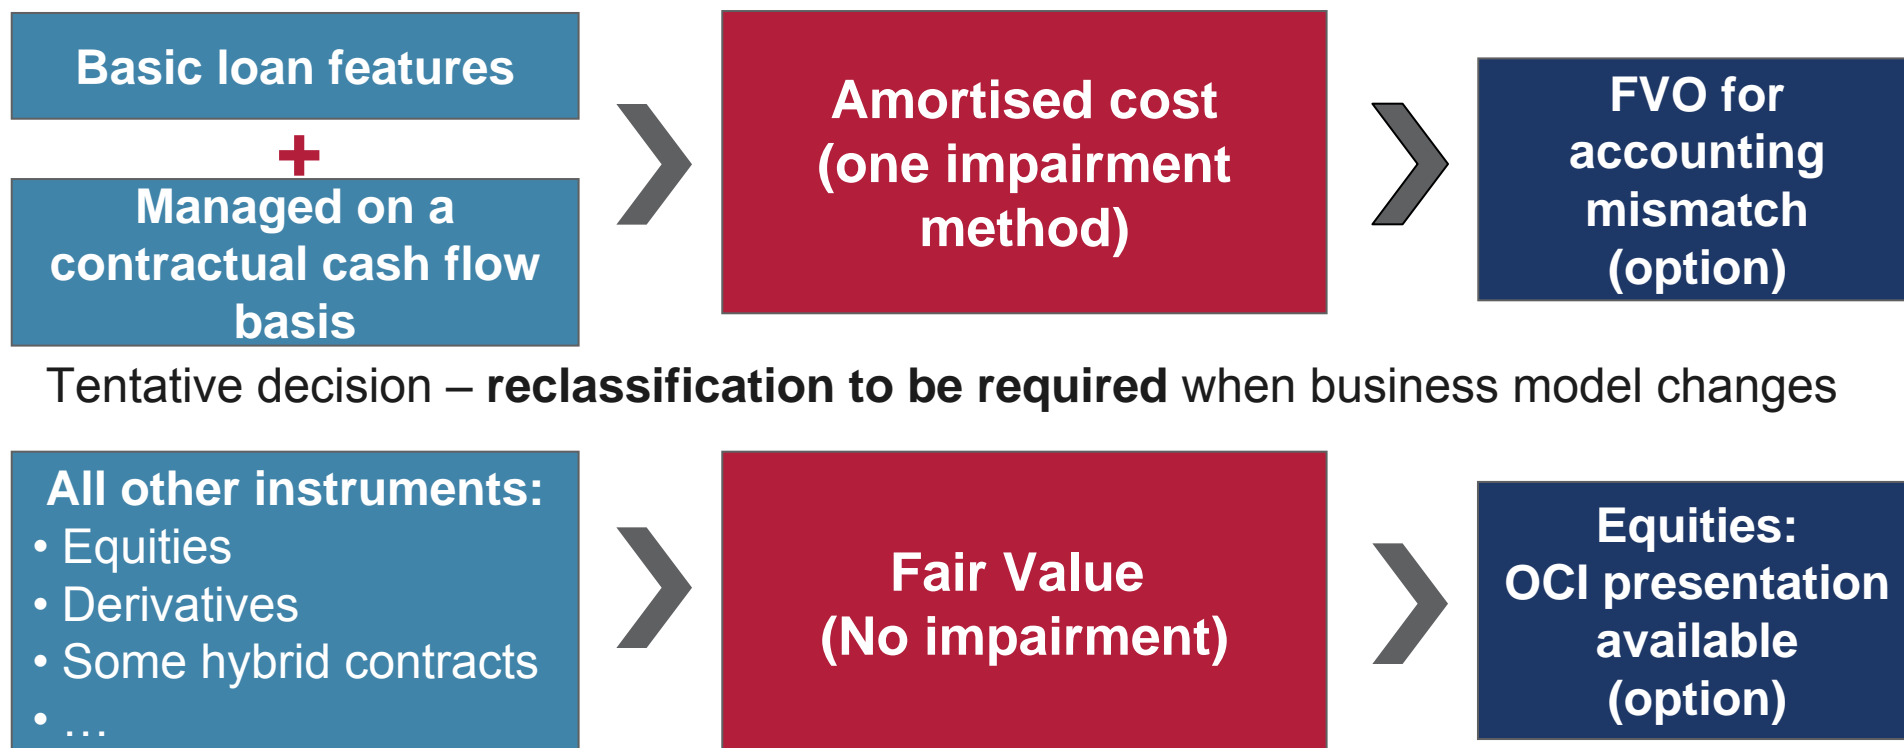 Basic loan features
+
Managed on a
contractual cash flow
basis
Amortised cost
(one impairment
method)
FVO for
accounting
mismatch
(option)
Tentative decision – reclassification to be required when business model changes
All other instruments:
• Equities
• Derivatives
• Some hybrid contracts
• …
Fair Value
(No impairment)
Equities:
OCI presentation
available
(option)